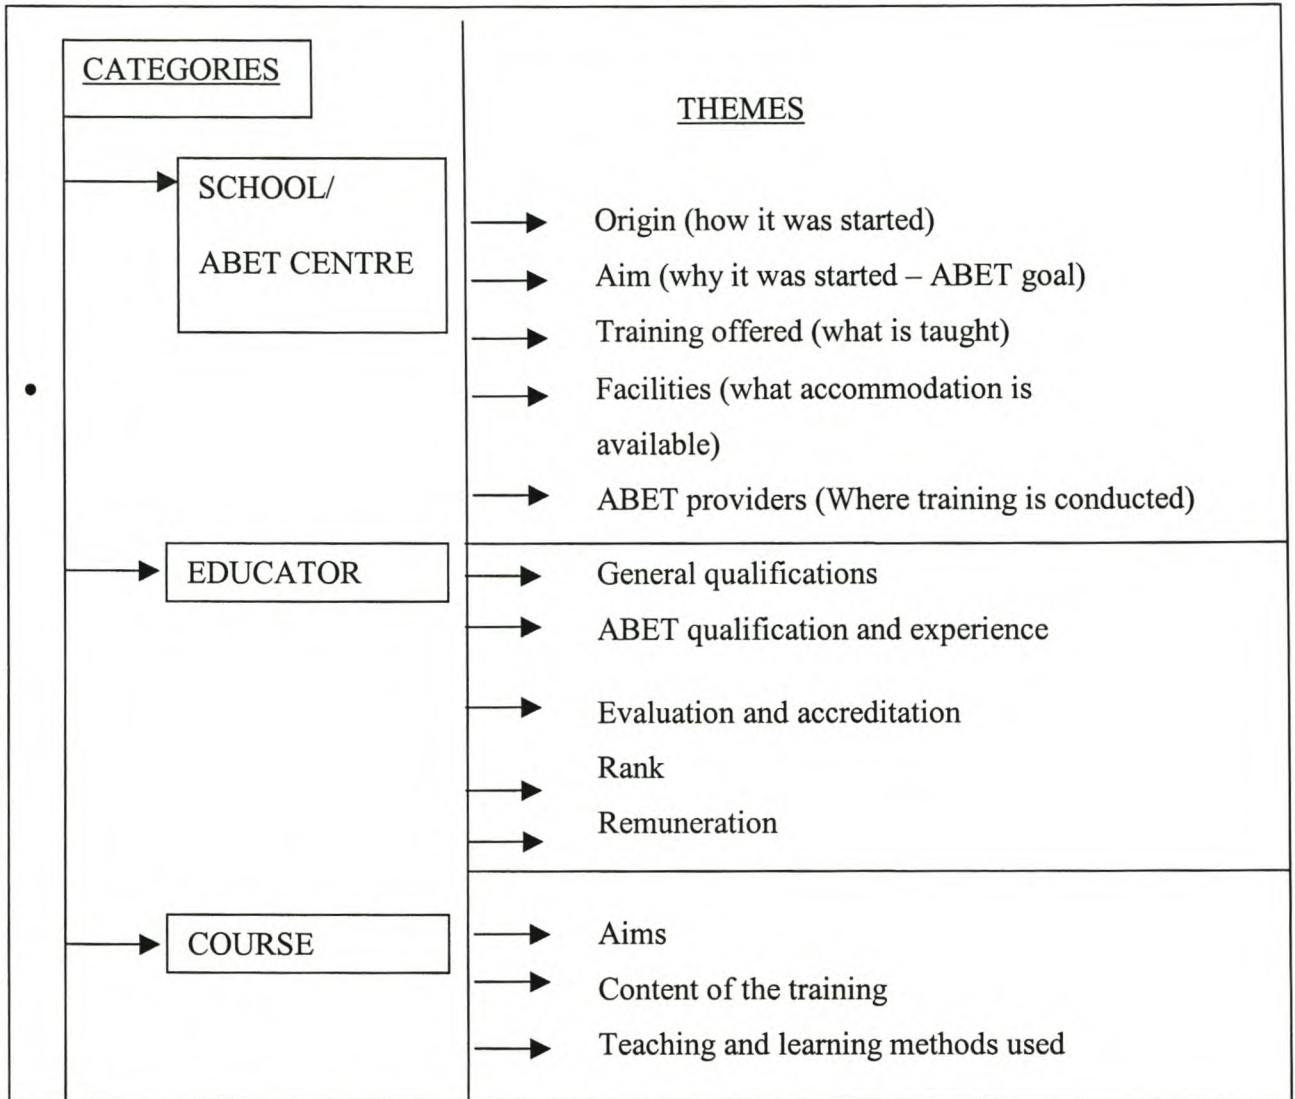 CATEGORIES
THEMES
SCHOOL/
ABET CENTRE
Origin (how it was started)
Aim (why it was started – ABET goal)
Training offered (what is taught)
Facilities (what accommodation is
available)
ABET providers (Where training is conducted)
EDUCATOR
General qualifications
ABET qualification and experience
Evaluation and accreditation
Rank
Remuneration
COURSE
Aims
Content of the training
Teaching and learning methods used